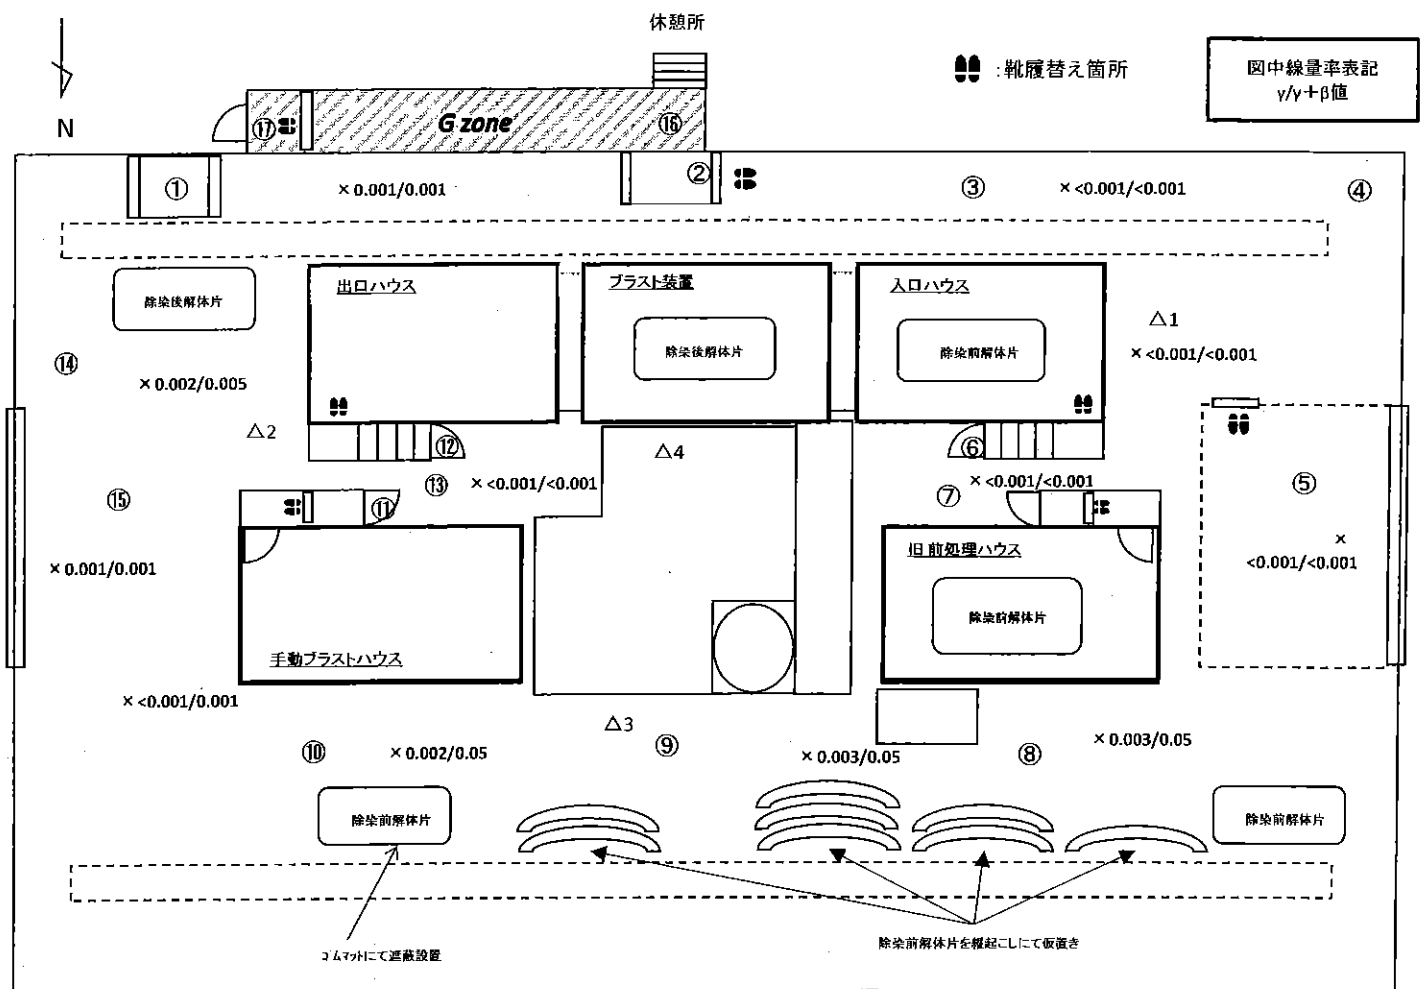 休憩所
:靴履替え箇所
図中線量率表記
γ/γ+β値
N
⑰
G zone
⑯
①
× 0.001/0.001
②
③
× <0.001/<0.001
④
除染後解体片
出口ハウス
ブラスト装置
除染後解体片
入口ハウス
除染前解体片
△1
× <0.001/<0.001
⑭
× 0.002/0.005
△2
⑫
△4
⑥
⑬
× <0.001/<0.001
× <0.001/<0.001
⑦
⑤
⑮
⑪
× 0.001/0.001
旧前処理ハウス
除染前解体片
×
<0.001/<0.001
手動ブラストハウス
× <0.001/0.001
△3
⑨
⑩
× 0.002/0.05
× 0.003/0.05
⑧
× 0.003/0.05
除染前解体片
除染前解体片
ゴムマットにて遮蔽設置
除染前解体片を縦起こしにて仮置き